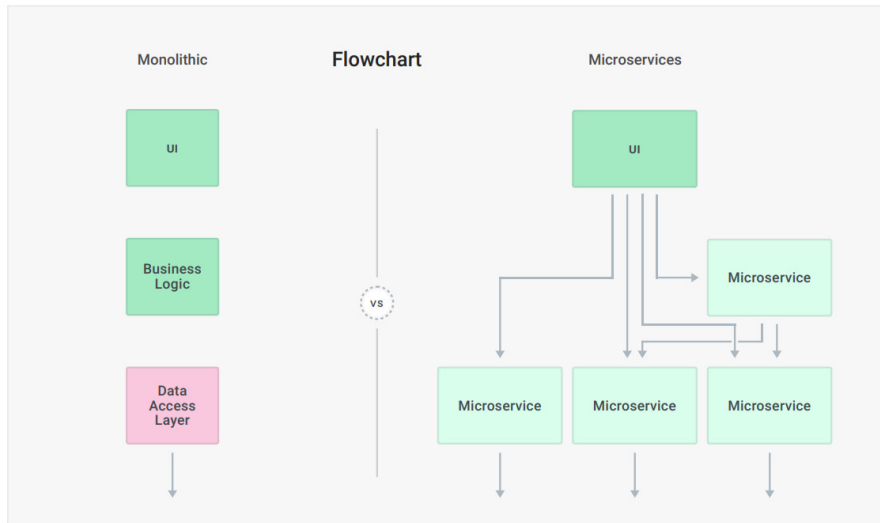 Monolithic
Flowchart
Microservices
UI
UI
Business
Logic
Microservice
vs
Data
Access
Layer
Microservice
Microservice
Microservice